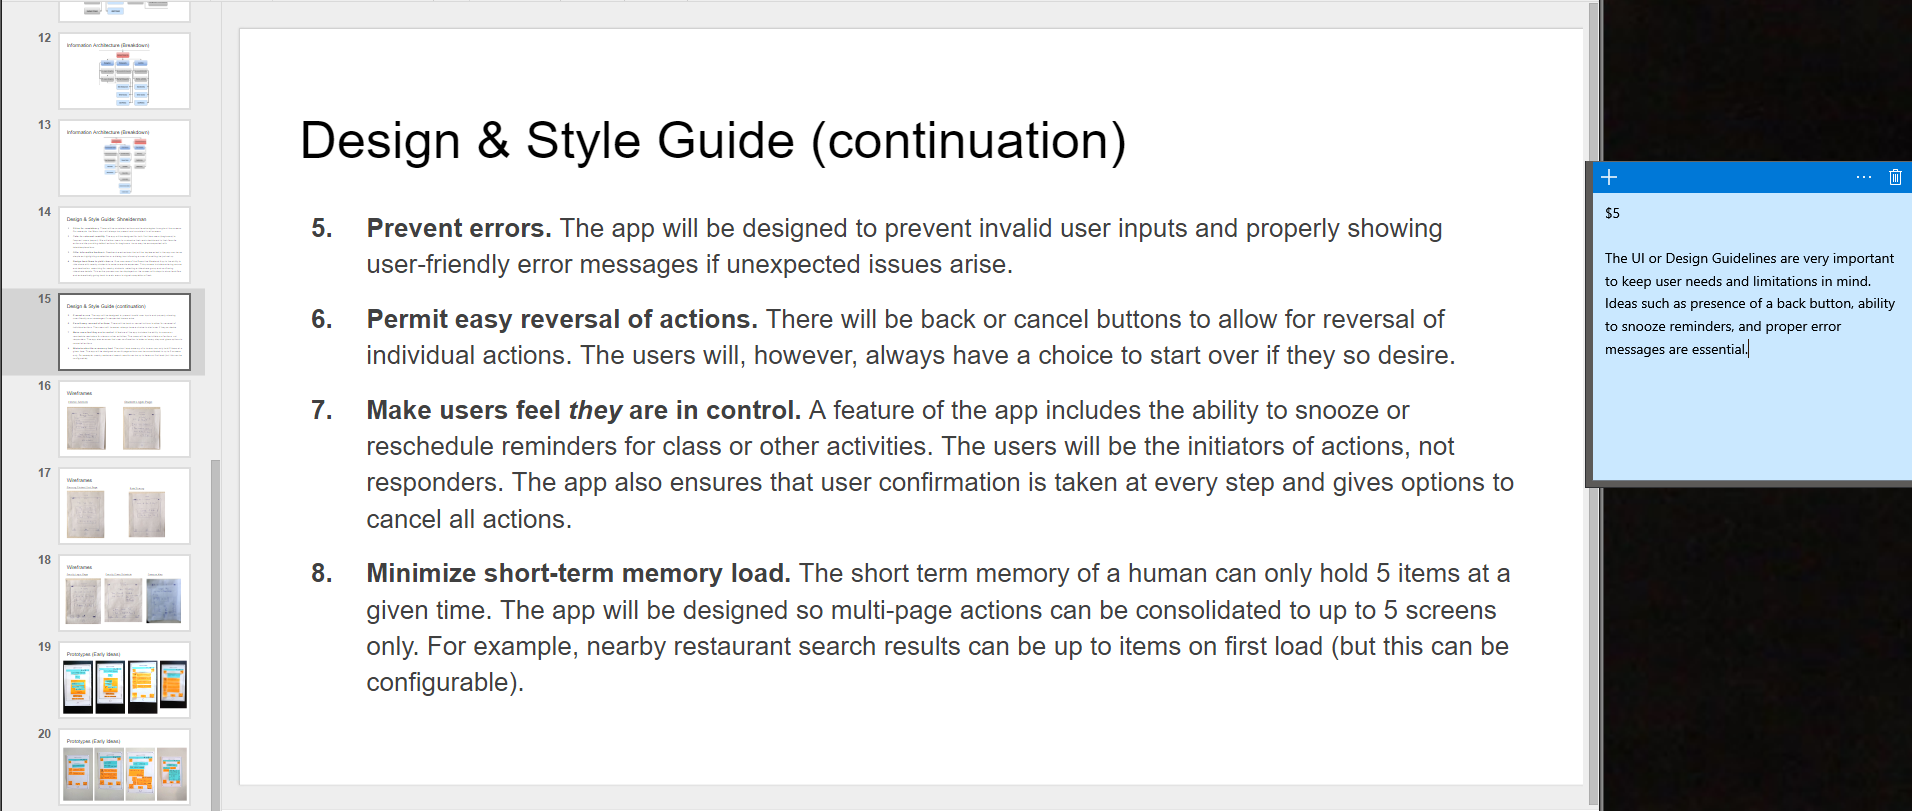 12
Information Architecture (Breakdown)
13
Information Architecture (Breakdown)
14
Design & Style Guide: Shneiderman
15
Design & Style Guide (continuation)
16
Wireframes
17
Wireframes
18
Wireframes
19
Prototypes (Early Ideas)
20
Prototypes (Early Ideas)
Design & Style Guide (continuation)
5. Prevent errors. The app will be designed to prevent invalid user inputs and properly showing
user-friendly error messages if unexpected issues arise.
6. Permit easy reversal of actions. There will be back or cancel buttons to allow for reversal of
individual actions. The users will, however, always have a choice to start over if they so desire.
7. Make users feel they are in control. A feature of the app includes the ability to snooze or
reschedule reminders for class or other activities. The users will be the initiators of actions, not
responders. The app also ensures that user confirmation is taken at every step and gives options to
cancel all actions.
8. Minimize short-term memory load. The short term memory of a human can only hold 5 items at a
given time. The app will be designed so multi-page actions can be consolidated to up to 5 screens
only. For example, nearby restaurant search results can be up to items on first load (but this can be
configurable).
$5
The UI or Design Guidelines are very important
to keep user needs and limitations in mind.
Ideas such as presence of a back button, ability
to snooze reminders, and proper error
messages are essential.